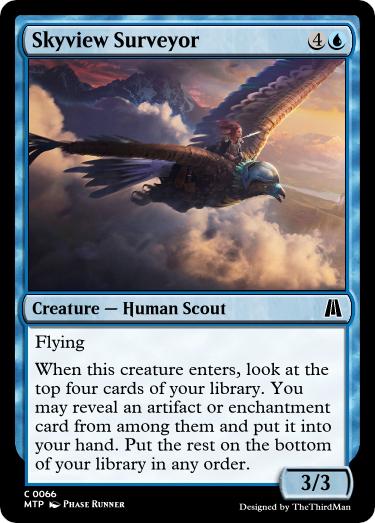 Skyview Surveyor 4
Creature — Human Scout
Flying
When this creature enters, look at the
top four cards of your library. You
may reveal an artifact or enchantment
card from among them and put it into
your hand. Put the rest on the bottom
of your library in any order.
3/3
C 0066
MTP Phase Runner
Designed by TheThirdMan